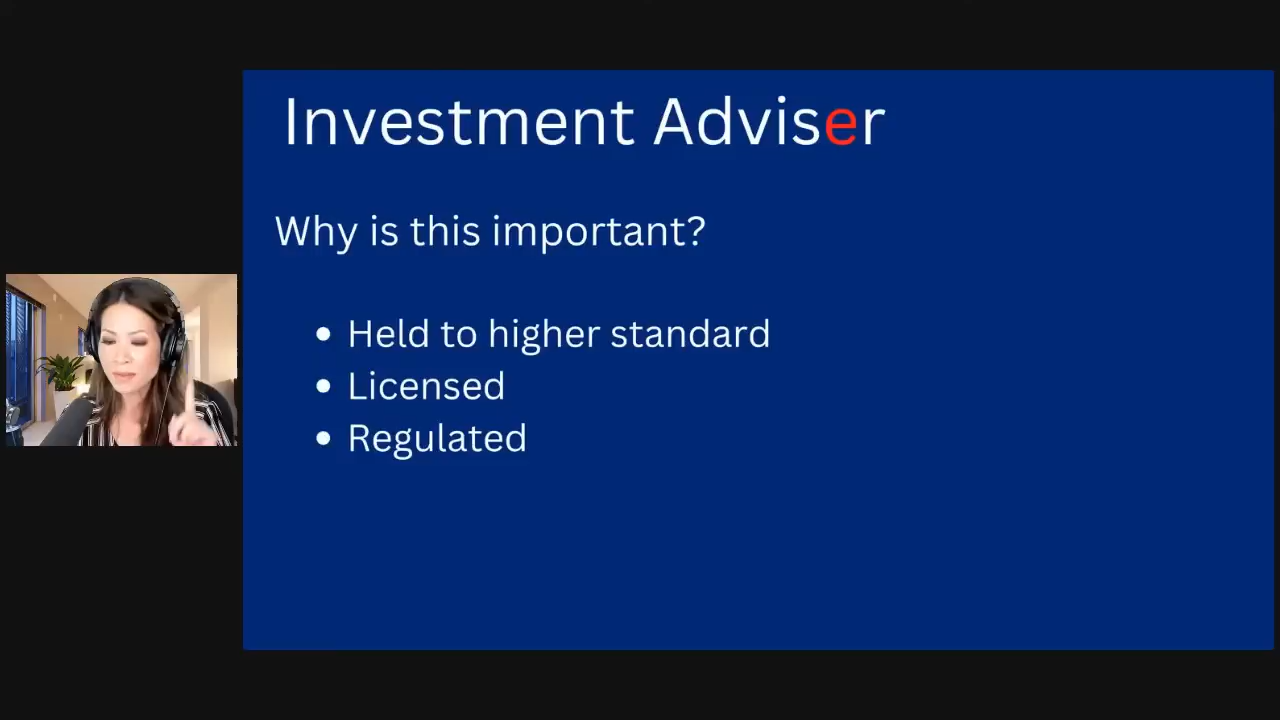 Investment Adviser
Why is this important?
• Held to higher standard
• Licensed
• Regulated